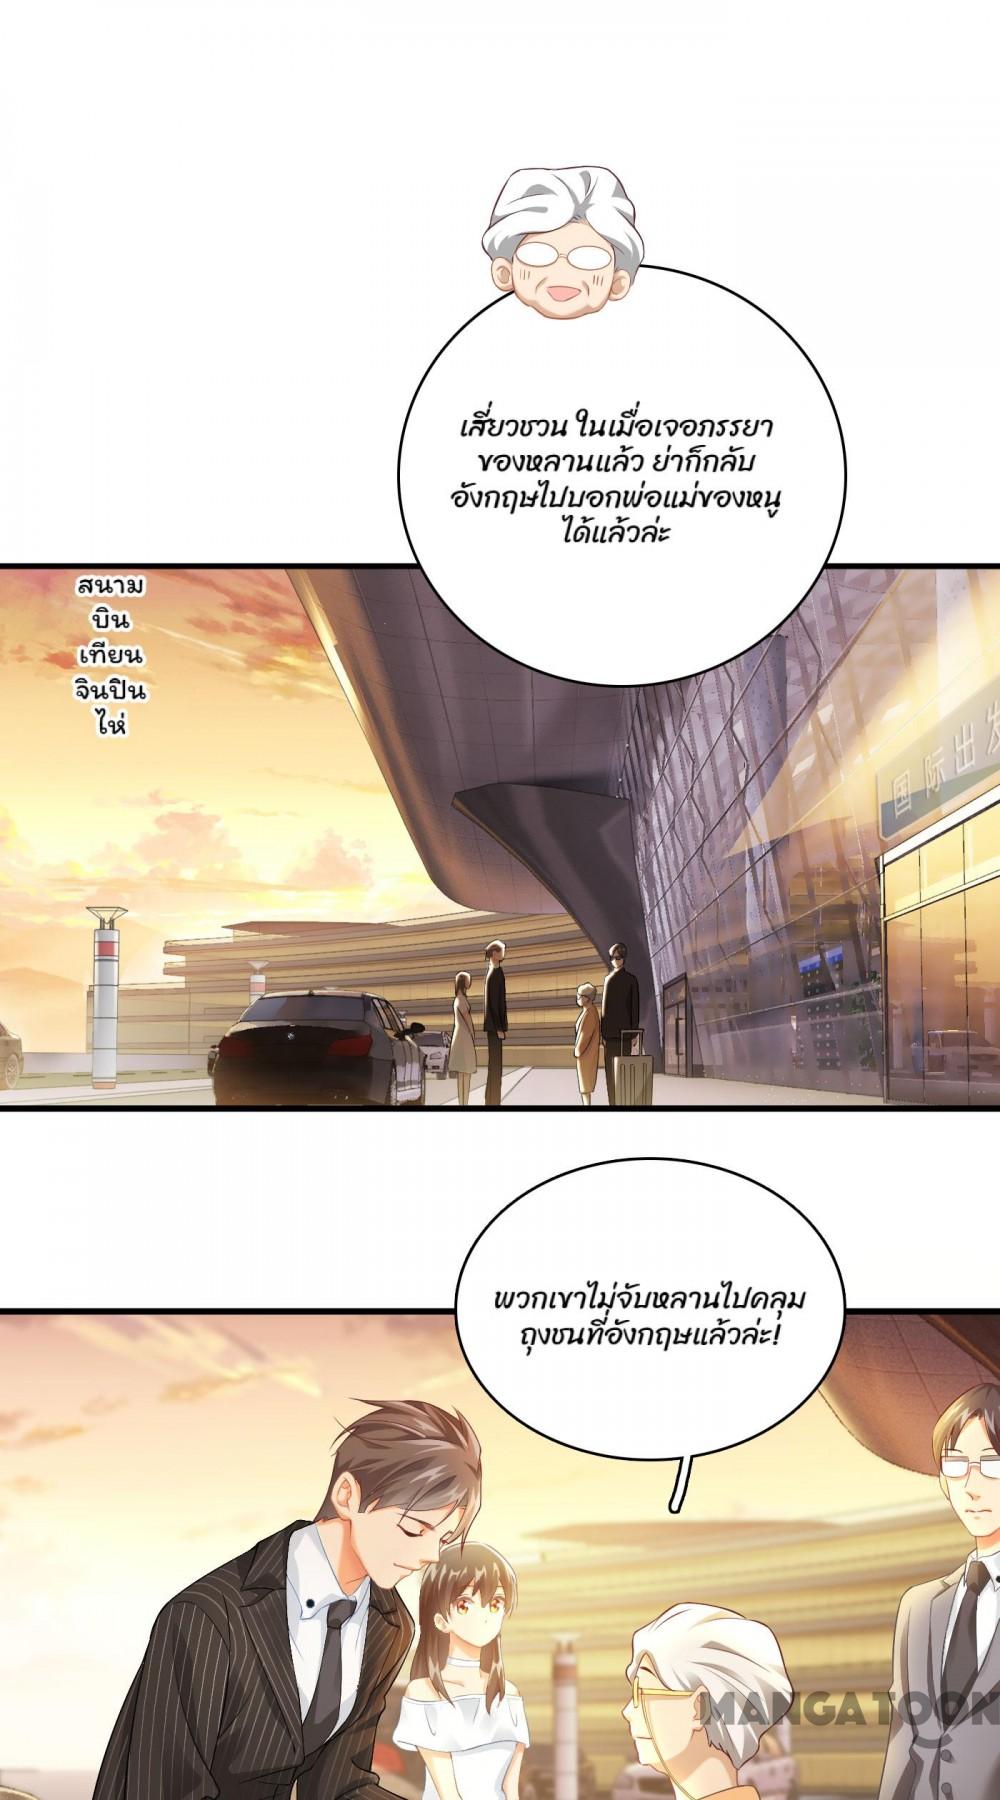 เสี่ยวชวน ในเมื่อเจอภรรยา
ของหลานแล้ว ย่าก็กลับ
อังกฤษไปบอกพ่อแม่ของหนู
ได้แล้วล่ะ
สนาม
บิน
เทียน
จินปิน
ไห่
国际出发
พวกเขาไม่จับหลานไปคลุม
ถุงชนที่อังกฤษแล้วล่ะ!
MANGATOON